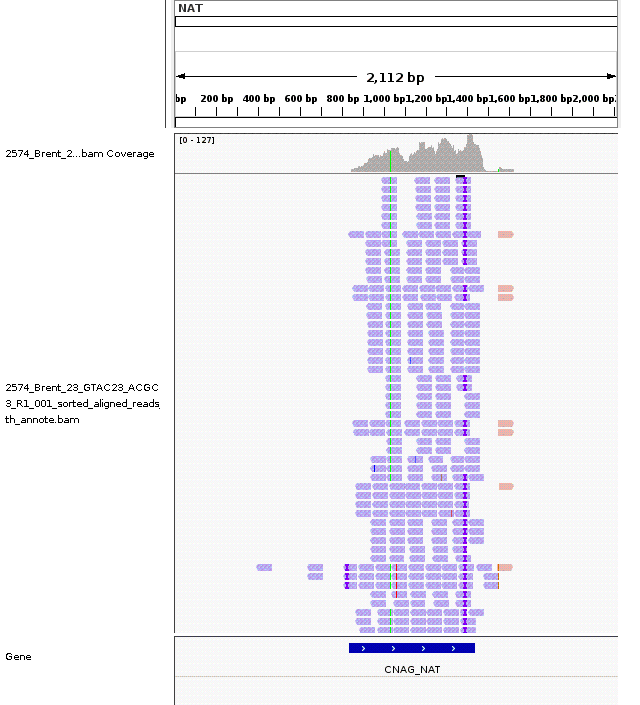 NAT
2,112 bp
bp 200 bp 400 bp 600 bp 800 bp 1,000 bp 1,200 bp 1,400 bp 1,600 bp 1,800 bp 2,000 bp
[0 - 127]
2574_Brent_2...bam Coverage
2574_Brent_23_GTAC23_ACGC
3_R1_001_sorted_aligned_reads_
th_annote.bam
Gene
CNAG_NAT